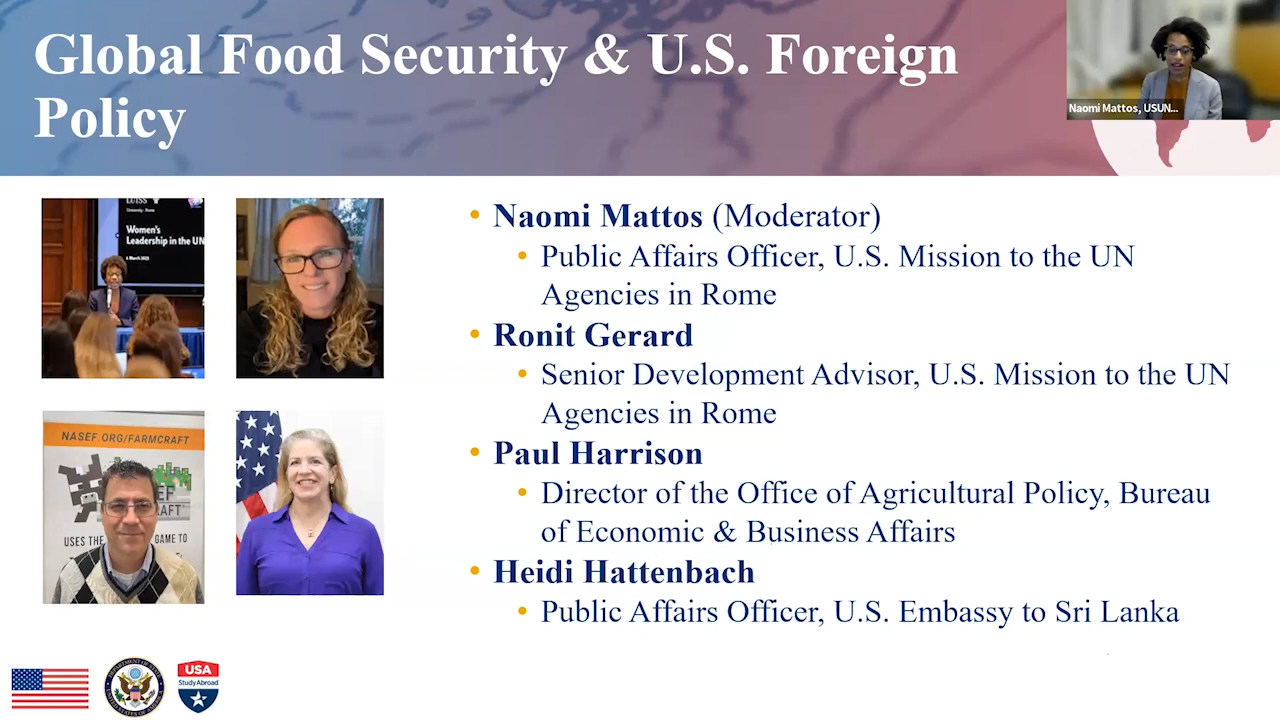 Global Food Security & U.S. Foreign
Policy
Naomi Mattos, USUN...
LUISS
University · Rome
Women's
Leadership in the UN
NASEF.ORG/FARMCRAFT
USES THE
GAME TO
• Naomi Mattos (Moderator)
• Public Affairs Officer, U.S. Mission to the UN
Agencies in Rome
• Ronit Gerard
• Senior Development Advisor, U.S. Mission to the UN
Agencies in Rome
• Paul Harrison
• Director of the Office of Agricultural Policy, Bureau
of Economic & Business Affairs
• Heidi Hattenbach
• Public Affairs Officer, U.S. Embassy to Sri Lanka
USA
Study Abroad